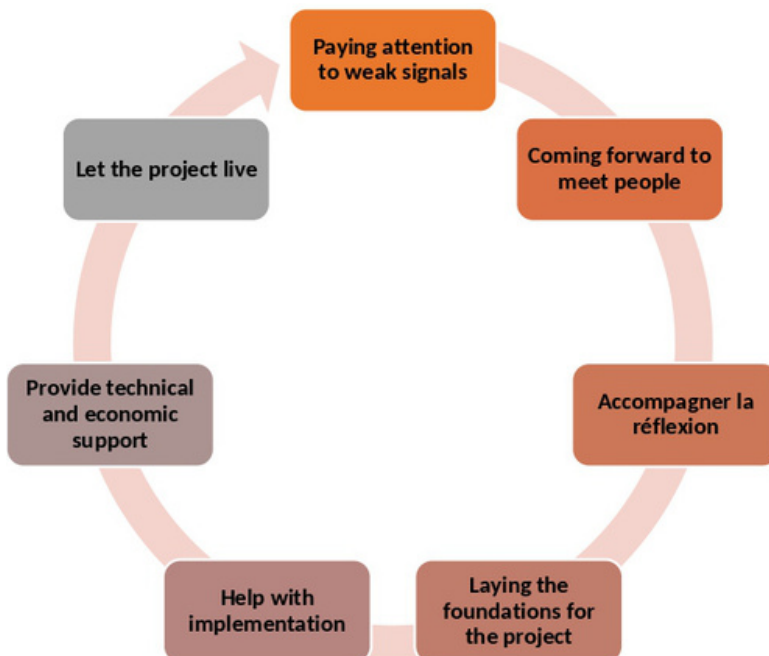 Paying attention
to weak signals
Coming forward to
meet people
Accompagner la
réflexion
Laying the
foundations for
the project
Help with
implementation
Provide technical
and economic
support
Let the project live